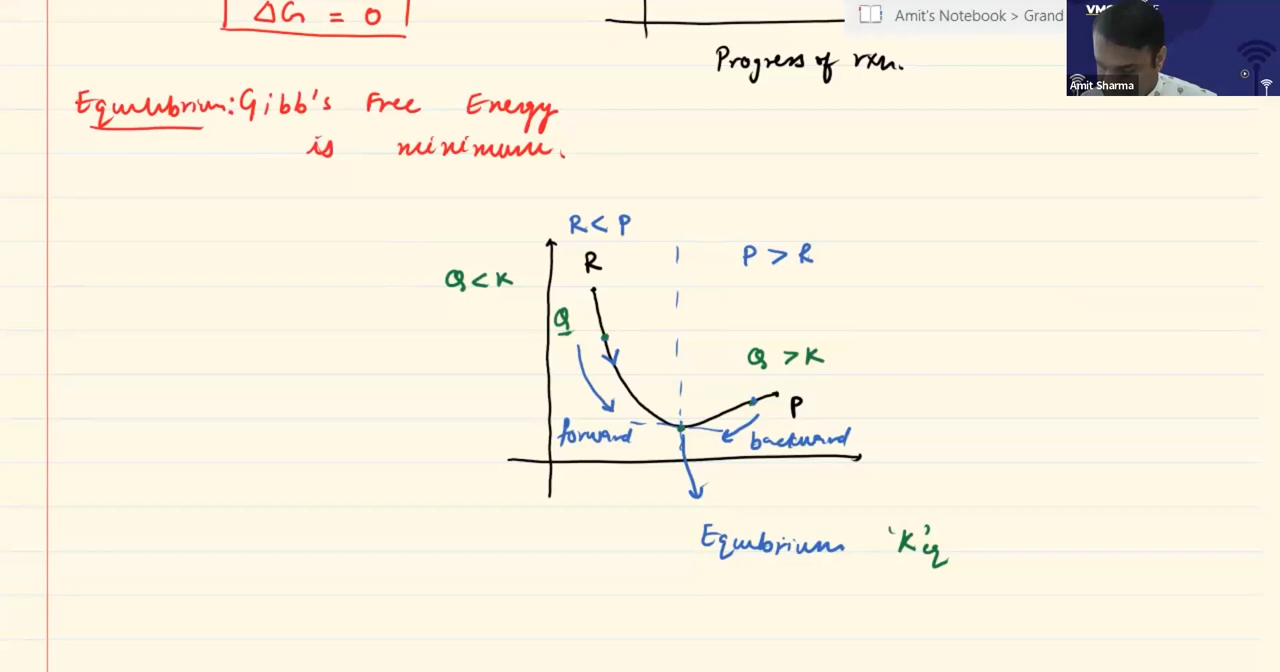 ΔG = 0
Amit's Notebook > Grand
Amit Sharma
Progress of rxn.
Equilibrium: Gibb's Free Energy
is minimum.
R < P
P > R
R
Q < K
Q
Q > K
P
forward
backward
Equibrium 'K'eq